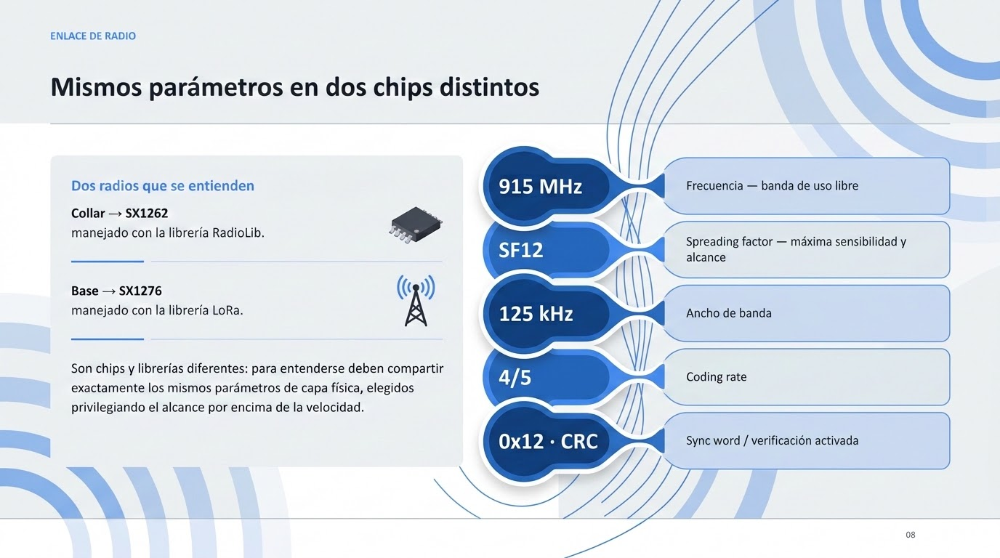 ENLACE DE RADIO
Mismos parámetros en dos chips distintos
Dos radios que se entienden
Collar → SX1262
manejado con la librería RadioLib.
Base → SX1276
manejado con la librería LoRa.
Son chips y librerías diferentes: para entenderse deben compartir
exactamente los mismos parámetros de capa física, elegidos
privilegiando el alcance por encima de la velocidad.
915 MHz
Frecuencia — banda de uso libre
SF12
Spreading factor — máxima sensibilidad y
alcance
125 kHz
Ancho de banda
4/5
Coding rate
0x12 · CRC
Sync word / verificación activada
08